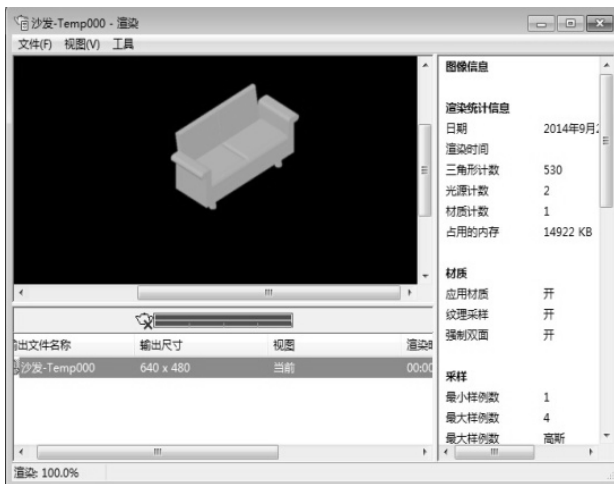 沙发-Temp000 - 渲染
文件(F) 视图(V) 工具
图像信息
渲染统计信息
日期 2014年9月
渲染时间
三角形计数 530
光源计数 2
材质计数 1
占用的内存 14922 KB
材质
应用材质 开
纹理采样 开
强制双面 开
采样
最小样例数 1
最大样例数 4
最大样例数 高斯
出文件名称 输出尺寸 视图 渲染时
沙发-Temp000 640 x 480 当前 00:00
渲染: 100.0%